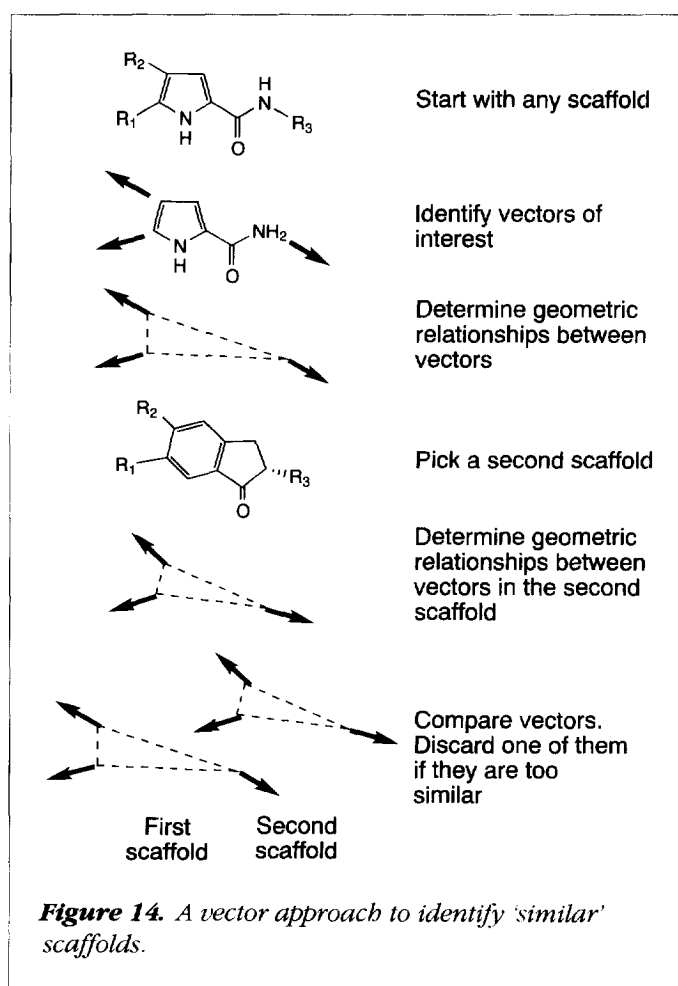 R2
R1
N
H
O
H
N
R3
Start with any scaffold
N
H
O
NH2
Identify vectors of
interest
Determine geometric
relationships between
vectors
R2
R1
O
R3
Pick a second scaffold
Determine geometric
relationships between
vectors in the second
scaffold
Compare vectors.
Discard one of them
if they are too
similar
First
scaffold
Second
scaffold
Figure 14. A vector approach to identify ‘similar’
scaffolds.